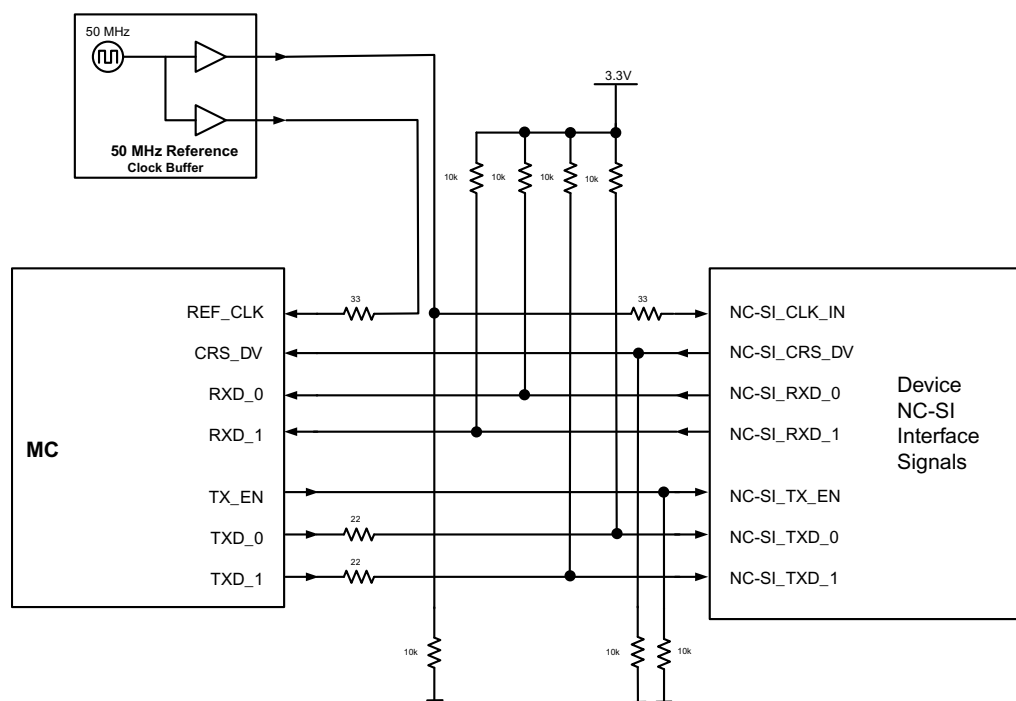 50 MHz
50 MHz Reference
Clock Buffer
3.3V
10k
10k
10k
10k
33
33
REF_CLK
CRS_DV
RXD_0
RXD_1
MC
TX_EN
22
TXD_0
22
TXD_1
NC-SI_CLK_IN
NC-SI_CRS_DV
NC-SI_RXD_0
NC-SI_RXD_1
NC-SI_TX_EN
NC-SI_TXD_0
NC-SI_TXD_1
Device
NC-SI
Interface
Signals
10k
10k
10k